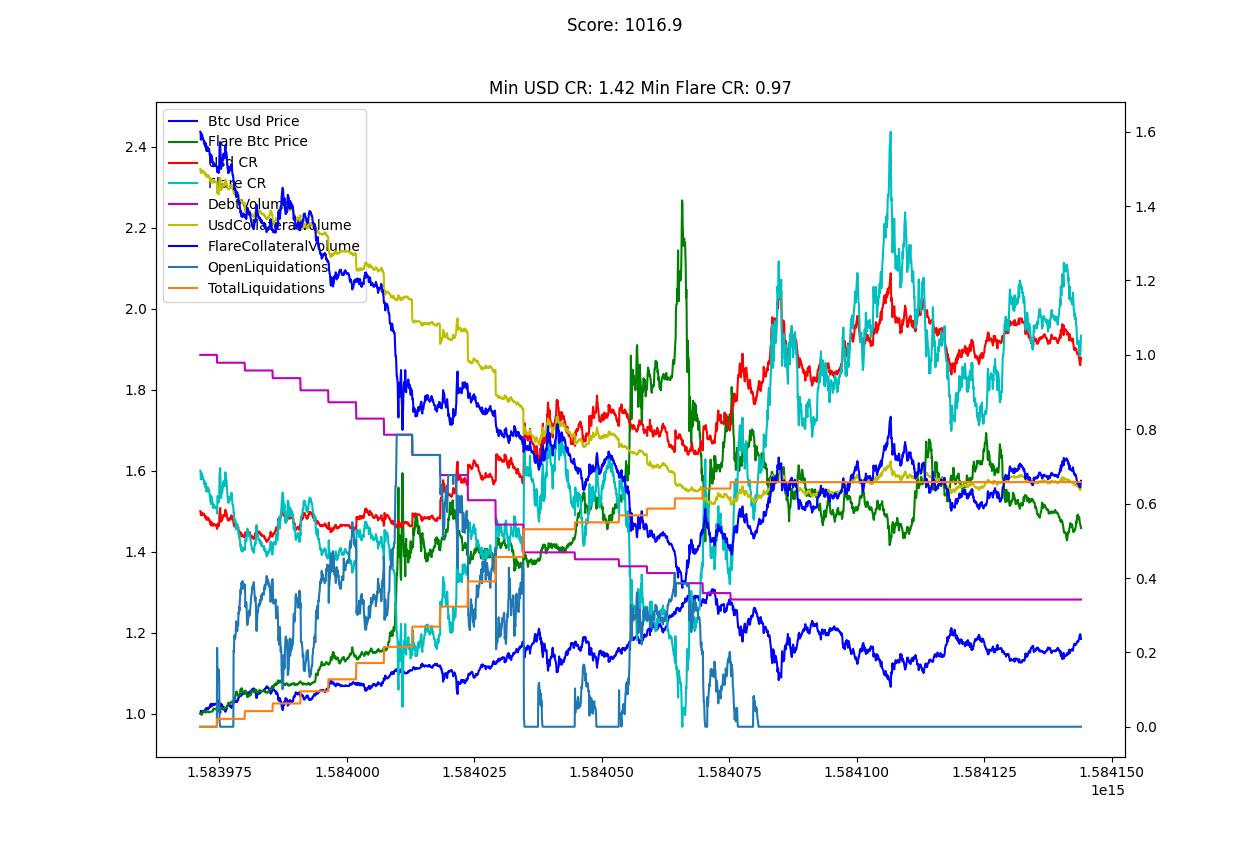 Score: 1016.9
Min USD CR: 1.42 Min Flare CR: 0.97
Btc Usd Price
Flare Btc Price
Usd CR
Flare CR
DebtVolume
UsdCollateralVolume
FlareCollateralVolume
OpenLiquidations
TotalLiquidations
2.4
2.2
2.0
1.8
1.6
1.4
1.2
1.0
1.6
1.4
1.2
1.0
0.8
0.6
0.4
0.2
0.0
1.583975 1.584000 1.584025 1.584050 1.584075 1.584100 1.584125 1.584150
1e15